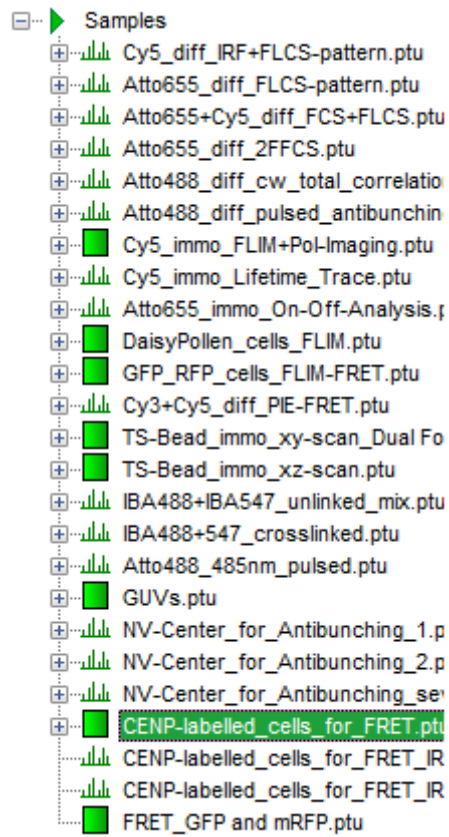 Samples
Cy5_diff_IRF+FLCS-pattern.ptu
Atto655_diff_FLCS-pattern.ptu
Atto655+Cy5_diff_FCS+FLCS.ptu
Atto655_diff_2FFCS.ptu
Atto488_diff_cw_total_correlatio
Atto488_diff_pulsed_antibunchin
Cy5_immo_FLIM+Pol-Imaging.ptu
Cy5_immo_Lifetime_Trace.ptu
Atto655_immo_On-Off-Analysis.p
DaisyPollen_cells_FLIM.ptu
GFP_RFP_cells_FLIM-FRET.ptu
Cy3+Cy5_diff_PIE-FRET.ptu
TS-Bead_immo_xy-scan_Dual Fo
TS-Bead_immo_xz-scan.ptu
IBA488+IBA547_unlinked_mix.ptu
IBA488+547_crosslinked.ptu
Atto488_485nm_pulsed.ptu
GUVs.ptu
NV-Center_for_Antibunching_1.p
NV-Center_for_Antibunching_2.p
NV-Center_for_Antibunching_sev
CENP-labelled_cells_for_FRET.ptu
CENP-labelled_cells_for_FRET_IR
CENP-labelled_cells_for_FRET_IR
FRET_GFP and mRFP.ptu